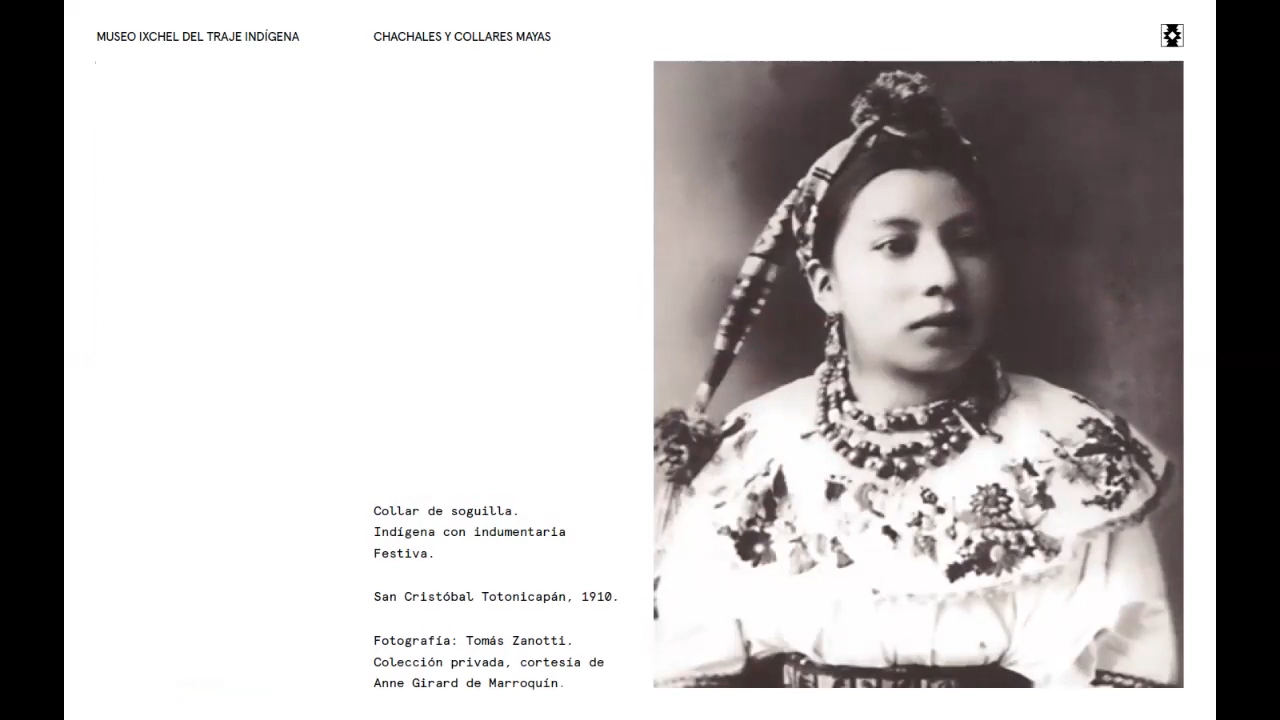 MUSEO IXCHEL DEL TRAJE INDÍGENA
CHACHALES Y COLLARES MAYAS
Collar de soguilla.
Indígena con indumentaria
Festiva.
San Cristóbal Totonicapán, 1910.
Fotografía: Tomás Zanotti.
Colección privada, cortesía de
Anne Girard de Marroquín.